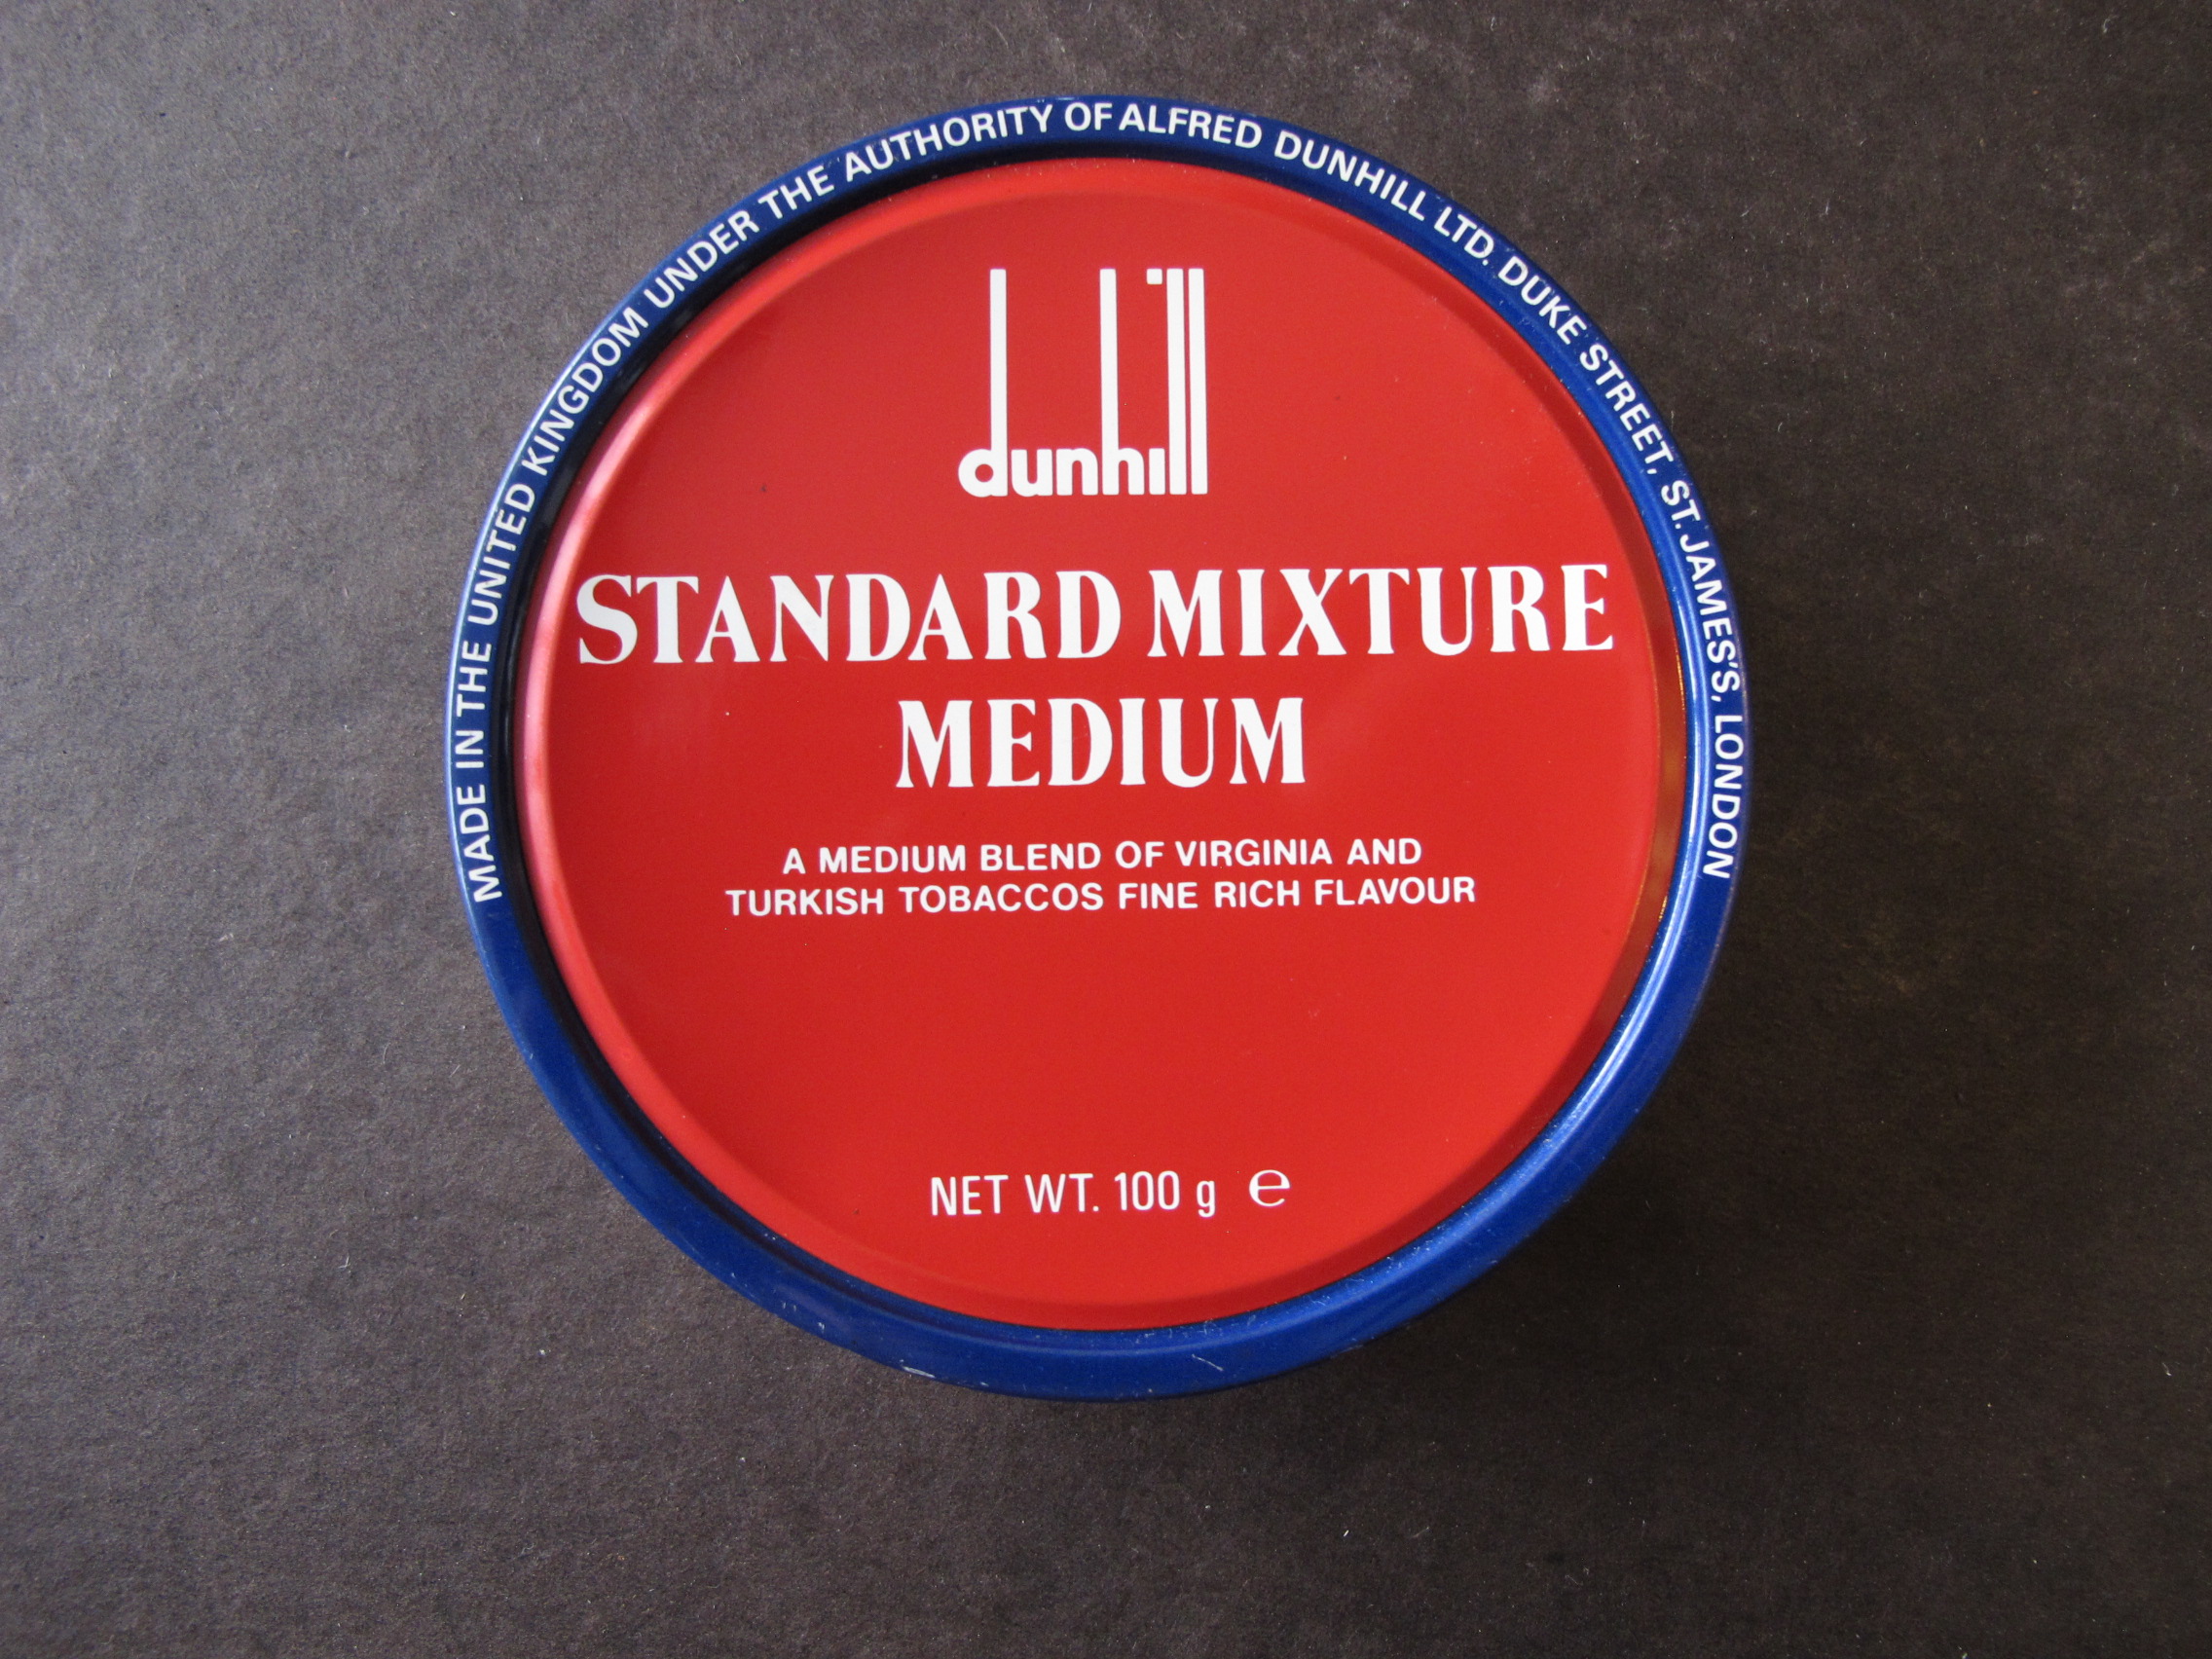 MADE IN THE UNITED KINGDOM UNDER THE AUTHORITY OF ALFRED DUNHILL LTD. DUKE STREET, ST. JAMES'S, LONDON
dunhill
STANDARD MIXTURE
MEDIUM
A MEDIUM BLEND OF VIRGINIA AND
TURKISH TOBACCOS FINE RICH FLAVOUR
NET WT. 100 g ℮